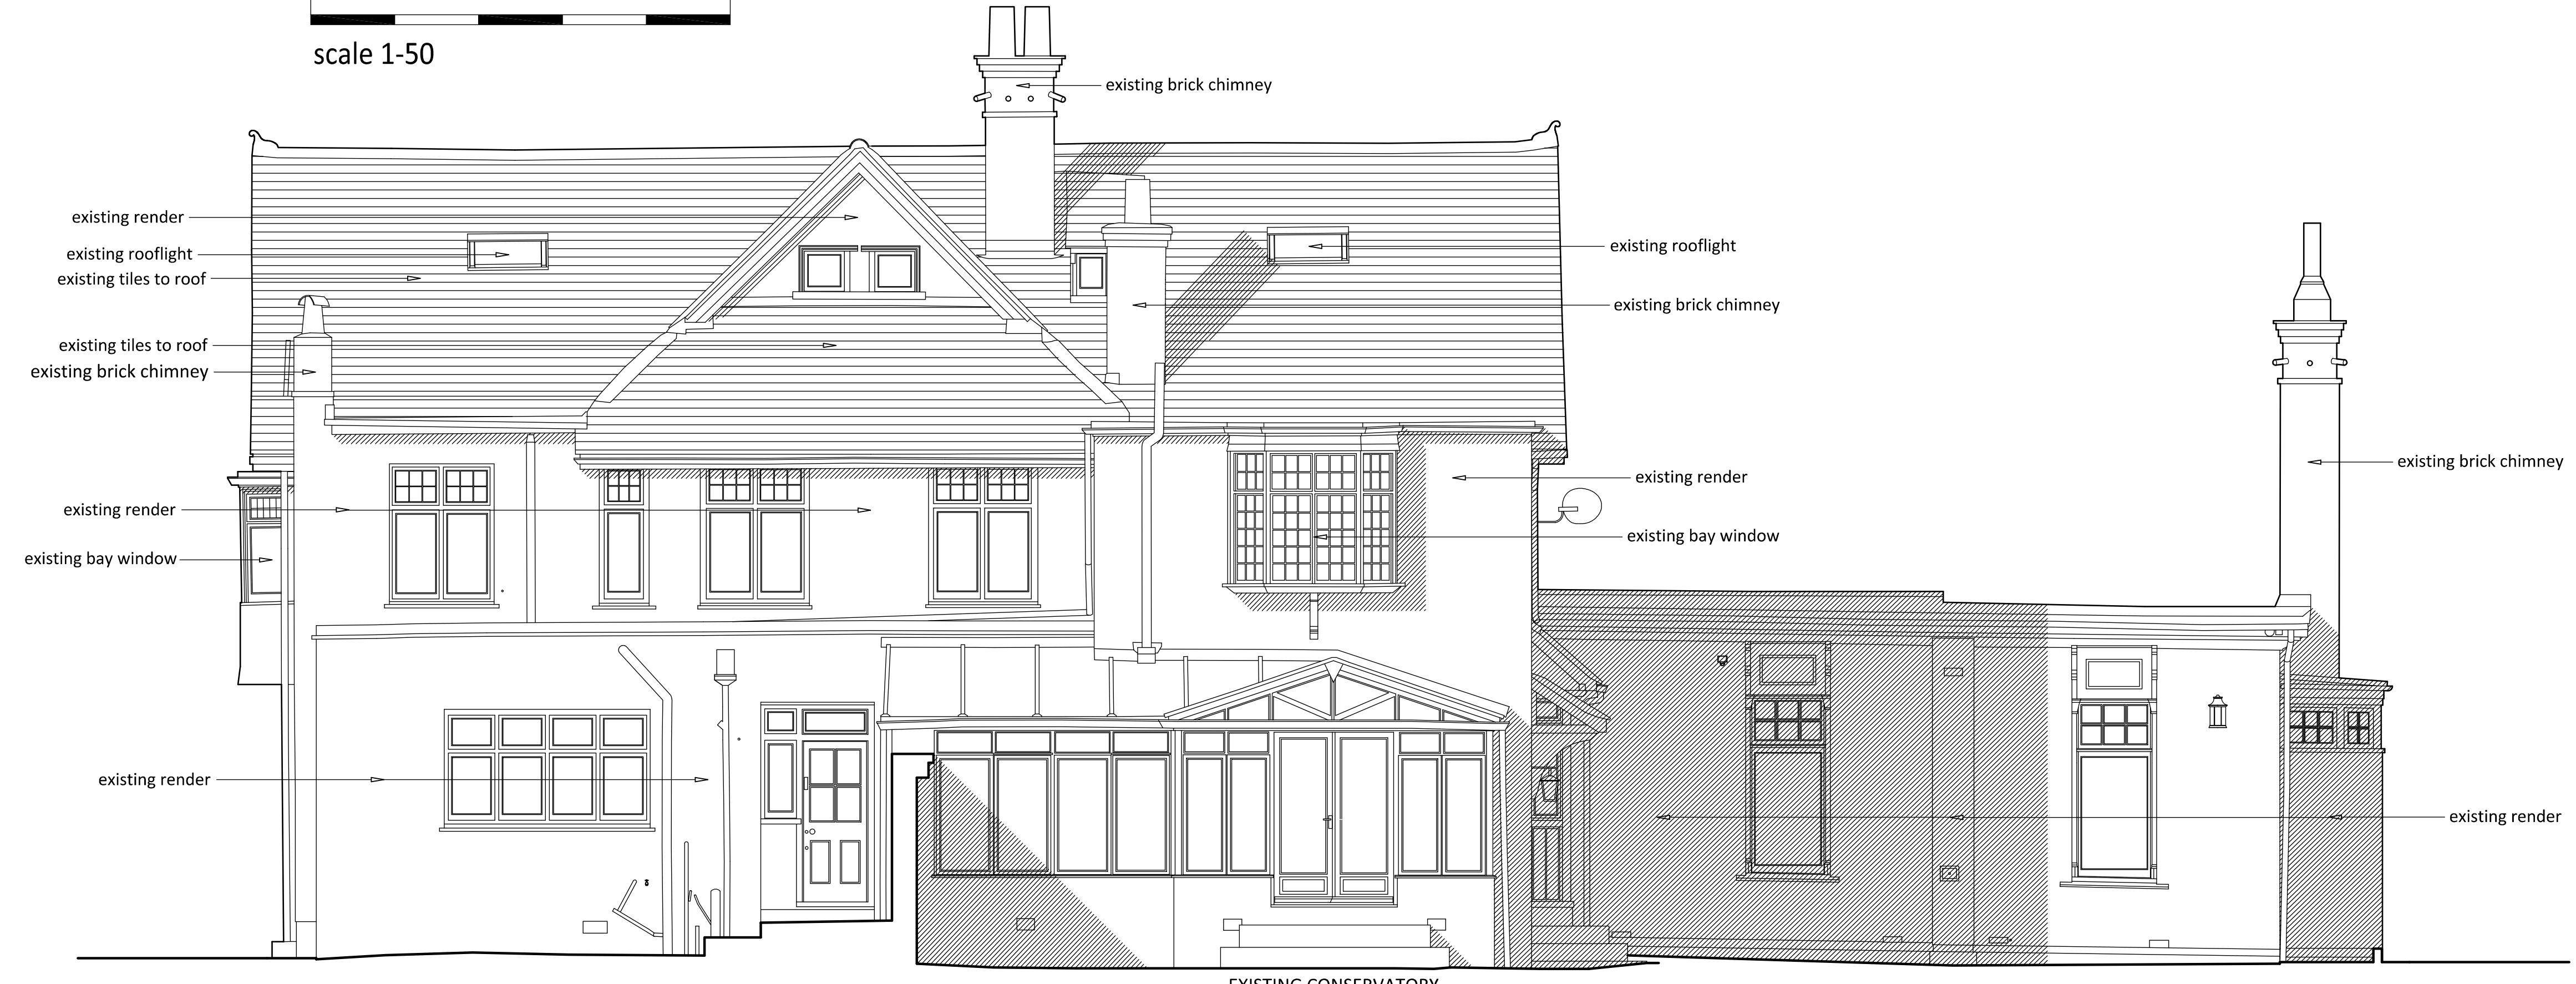 scale 1-50
existing brick chimney
existing render
existing rooflight
existing rooflight
existing tiles to roof
existing brick chimney
existing tiles to roof
existing brick chimney
existing brick chimney
existing render
existing render
existing bay window
existing bay window
existing render
existing render
EXISTING CONSERVATORY